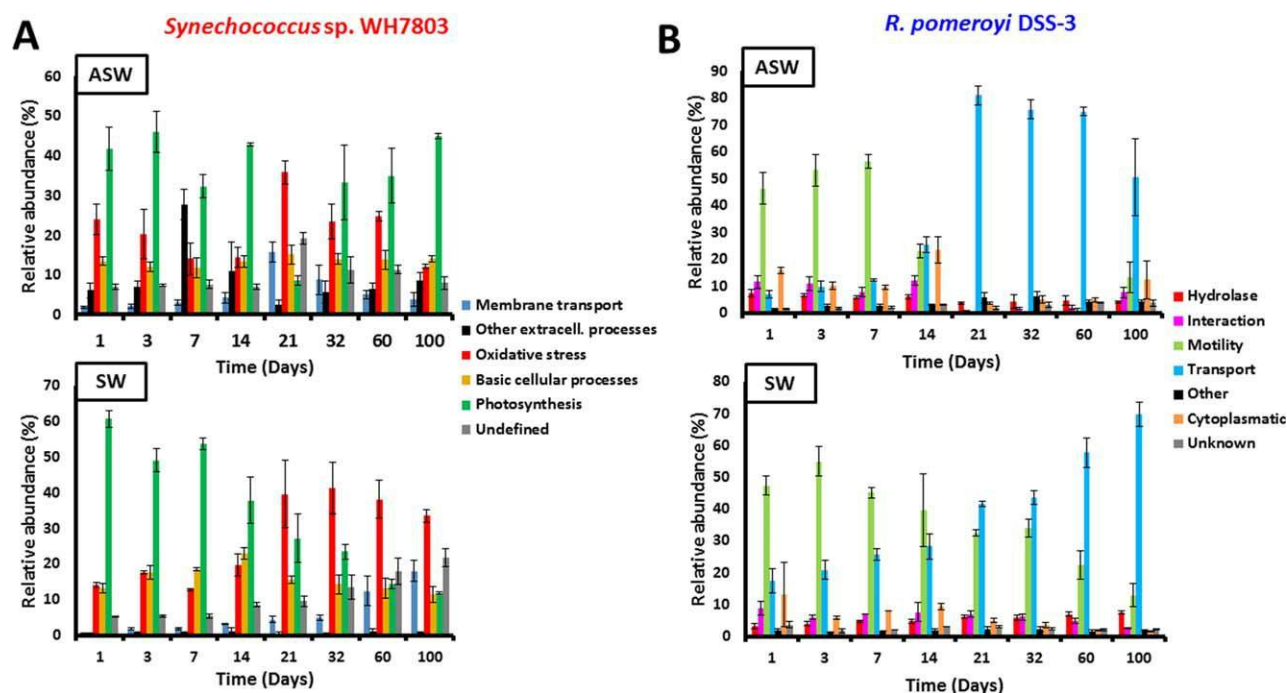 A
Synechococcus sp. WH7803
ASW
Relative abundance (%)
60
50
40
30
20
10
0
1 3 7 14 21 32 60 100
Time (Days)
SW
Relative abundance (%)
70
60
50
40
30
20
10
0
1 3 7 14 21 32 60 100
Time (Days)
Membrane transport
Other extracell. processes
Oxidative stress
Basic cellular processes
Photosynthesis
Undefined
B
R. pomeroyi DSS-3
ASW
Relative abundance (%)
90
80
70
60
50
40
30
20
10
0
1 3 7 14 21 32 60 100
Time (Days)
SW
Relative abundance (%)
80
70
60
50
40
30
20
10
0
1 3 7 14 21 32 60 100
Time (Days)
Hydrolase
Interaction
Motility
Transport
Other
Cytoplasmatic
Unknown